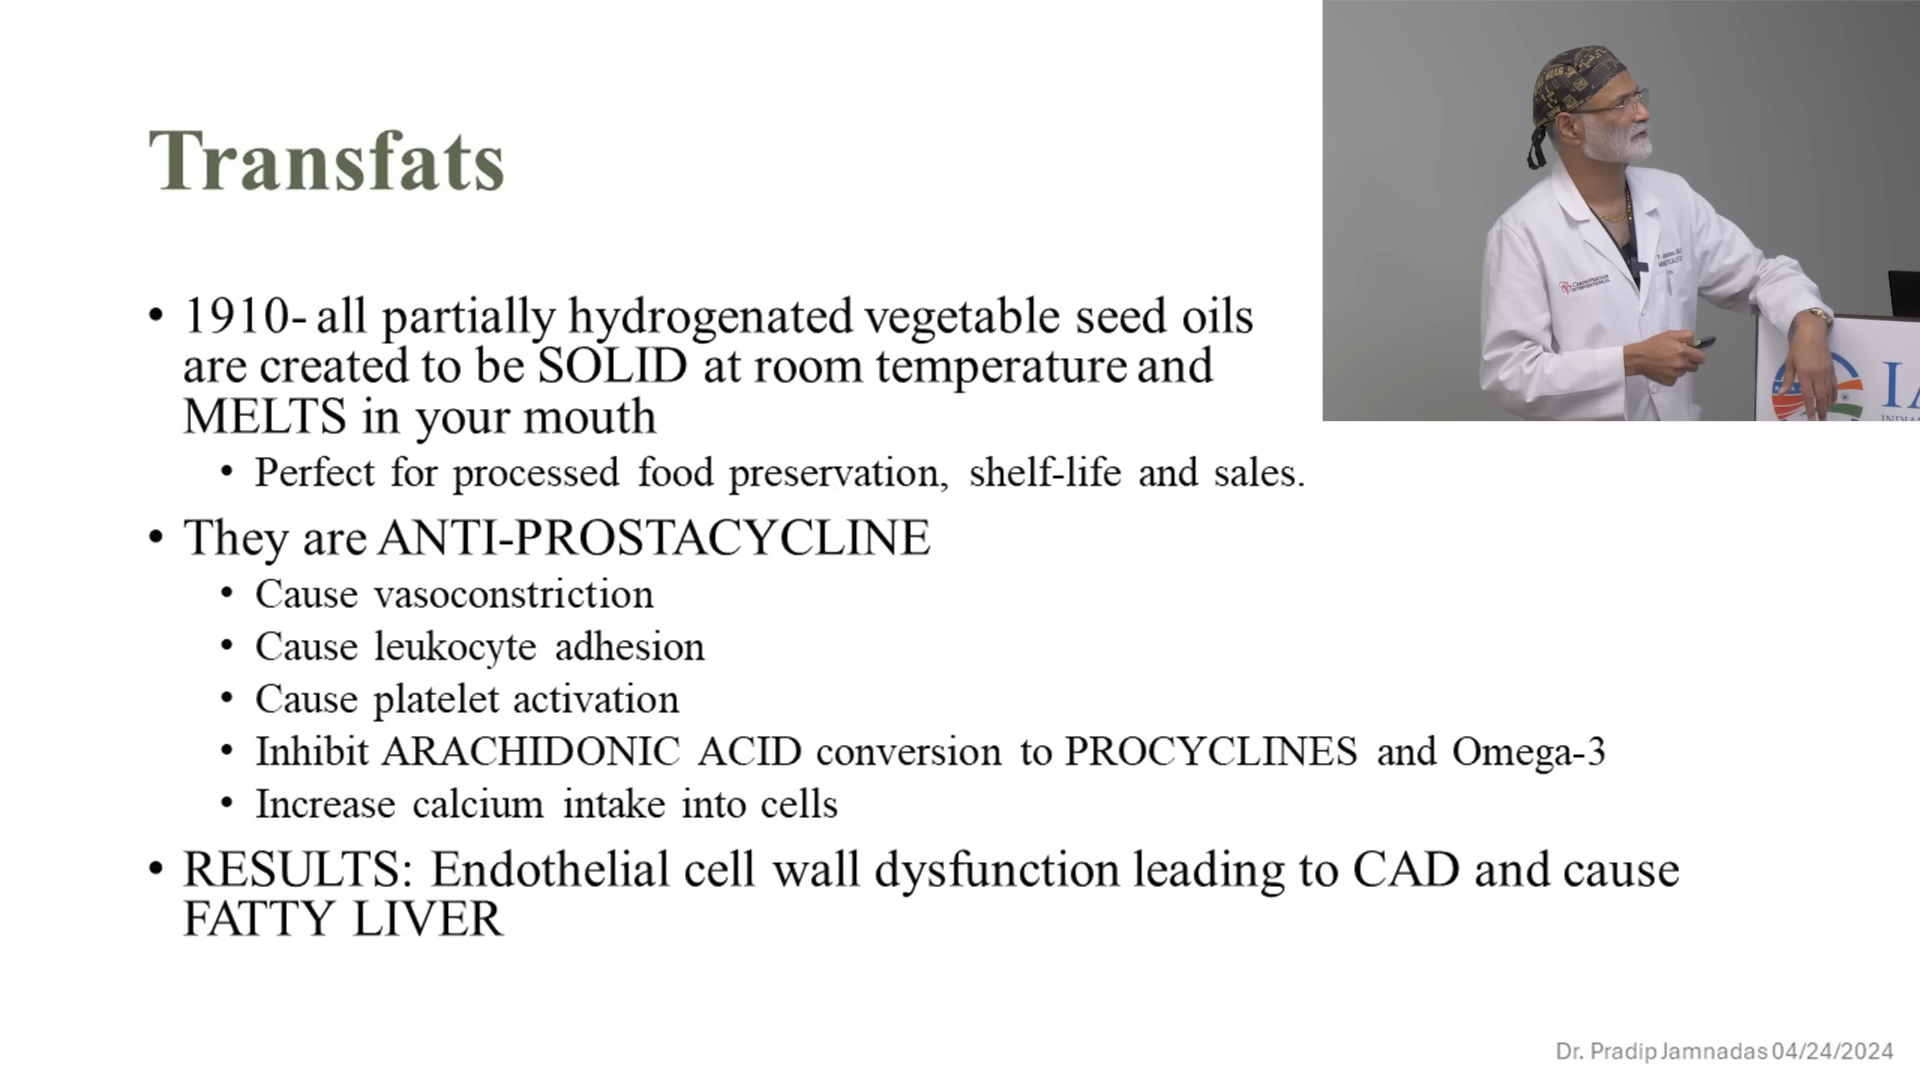 Transfats
• 1910- all partially hydrogenated vegetable seed oils
are created to be SOLID at room temperature and
MELTS in your mouth
• Perfect for processed food preservation, shelf-life and sales.
• They are ANTI-PROSTACYCLINE
• Cause vasoconstriction
• Cause leukocyte adhesion
• Cause platelet activation
• Inhibit ARACHIDONIC ACID conversion to PROCYCLINES and Omega-3
• Increase calcium intake into cells
• RESULTS: Endothelial cell wall dysfunction leading to CAD and cause
FATTY LIVER
Dr. Pradip Jamnadas 04/24/2024